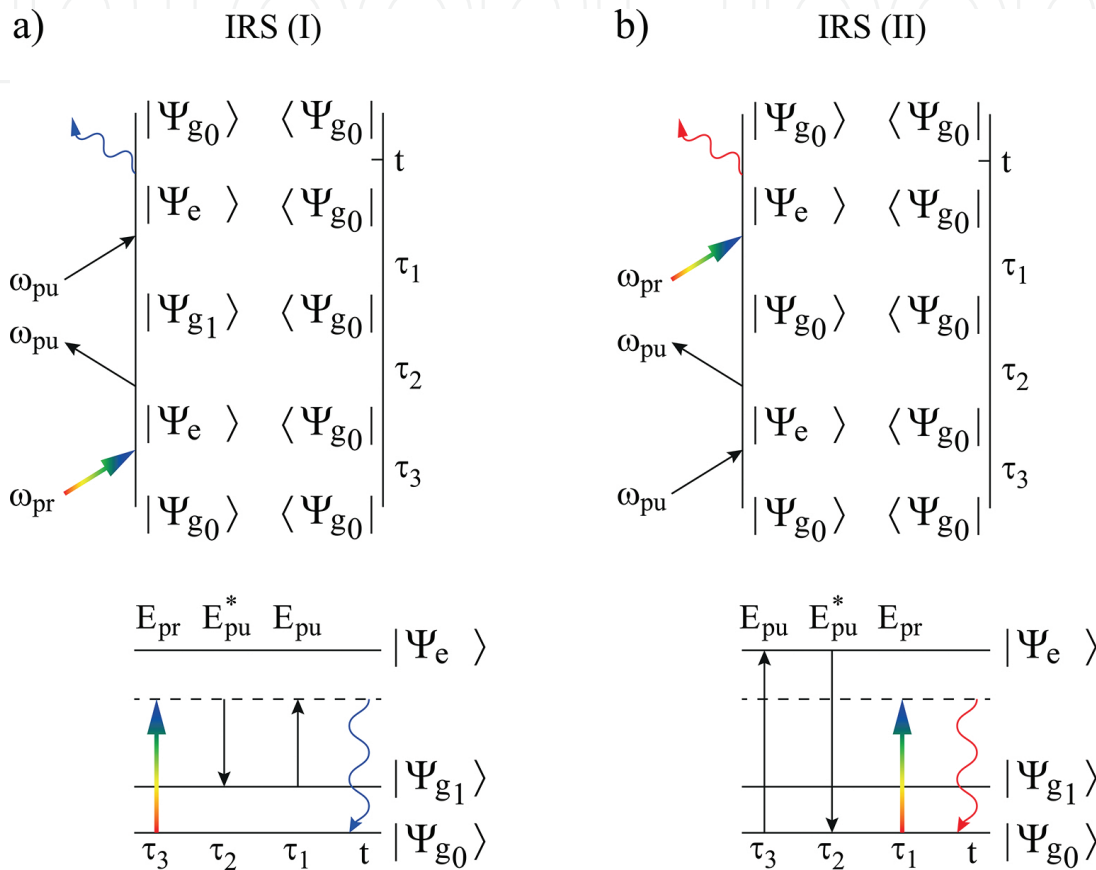 a) IRS (I)
|Ψg0⟩ ⟨Ψg0|
t
|Ψe ⟩ ⟨Ψg0|
ωpu
τ1
|Ψg1⟩ ⟨Ψg0|
ωpu
τ2
|Ψe ⟩ ⟨Ψg0|
τ3
ωpr
|Ψg0⟩ ⟨Ψg0|
Epr E*pu Epu
|Ψe ⟩
|Ψg1⟩
|Ψg0⟩
τ3 τ2 τ1 t
b) IRS (II)
|Ψg0⟩ ⟨Ψg0|
t
|Ψe ⟩ ⟨Ψg0|
ωpr
τ1
|Ψg0⟩ ⟨Ψg0|
ωpu
τ2
|Ψe ⟩ ⟨Ψg0|
τ3
ωpu
|Ψg0⟩ ⟨Ψg0|
Epu E*pu Epr
|Ψe ⟩
|Ψg1⟩
|Ψg0⟩
τ3 τ2 τ1 t